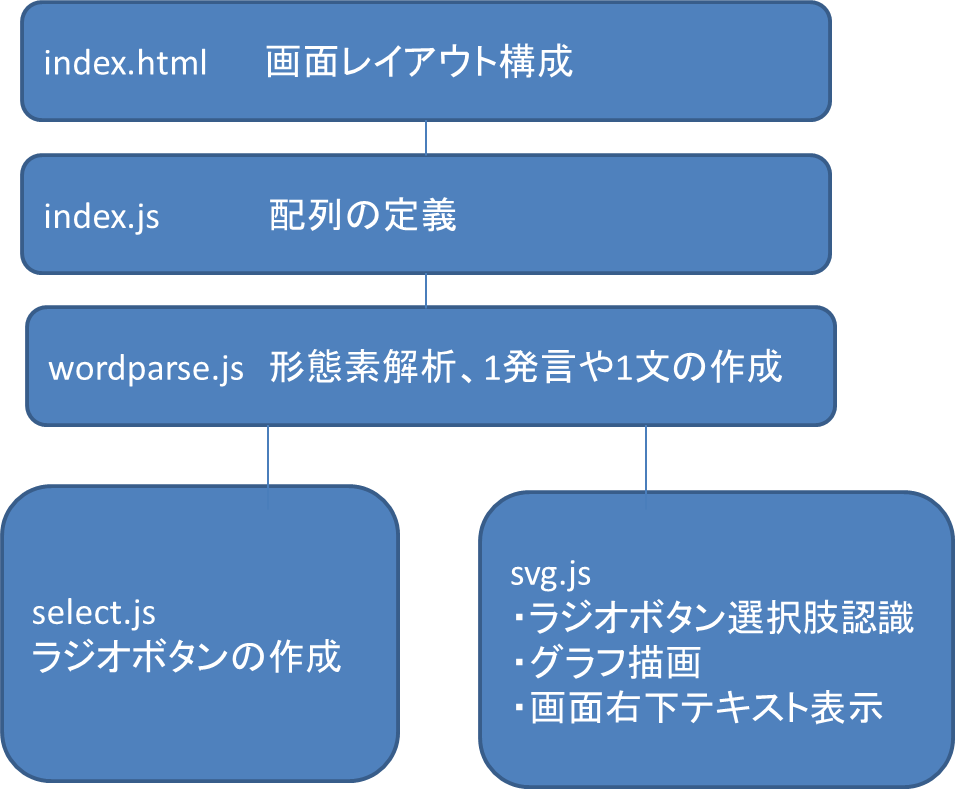 index.html 画面レイアウト構成
index.js 配列の定義
wordparse.js 形態素解析、1発言や1文の作成
select.js
ラジオボタンの作成
svg.js
・ラジオボタン選択肢認識
・グラフ描画
・画面右下テキスト表示